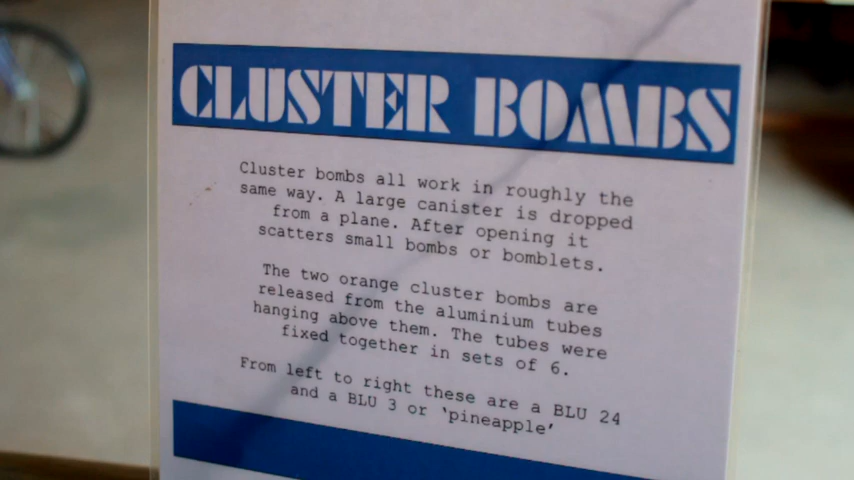 CLUSTER BOMBS
Cluster bombs all work in roughly the
same way. A large canister is dropped
from a plane. After opening it
scatters small bombs or bomblets.
The two orange cluster bombs are
released from the aluminium tubes
hanging above them. The tubes were
fixed together in sets of 6.
From left to right these are a BLU 24
and a BLU 3 or 'pineapple'